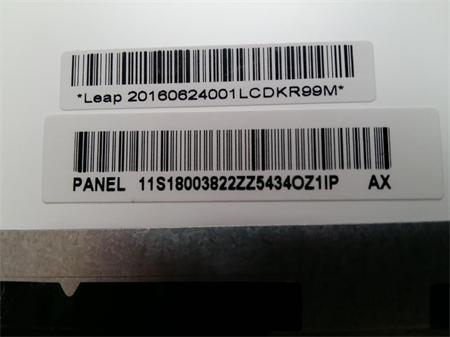 *Leap 20160624001LCDKR99M*
PANEL 11S18003822ZZ5434OZ1IP AX